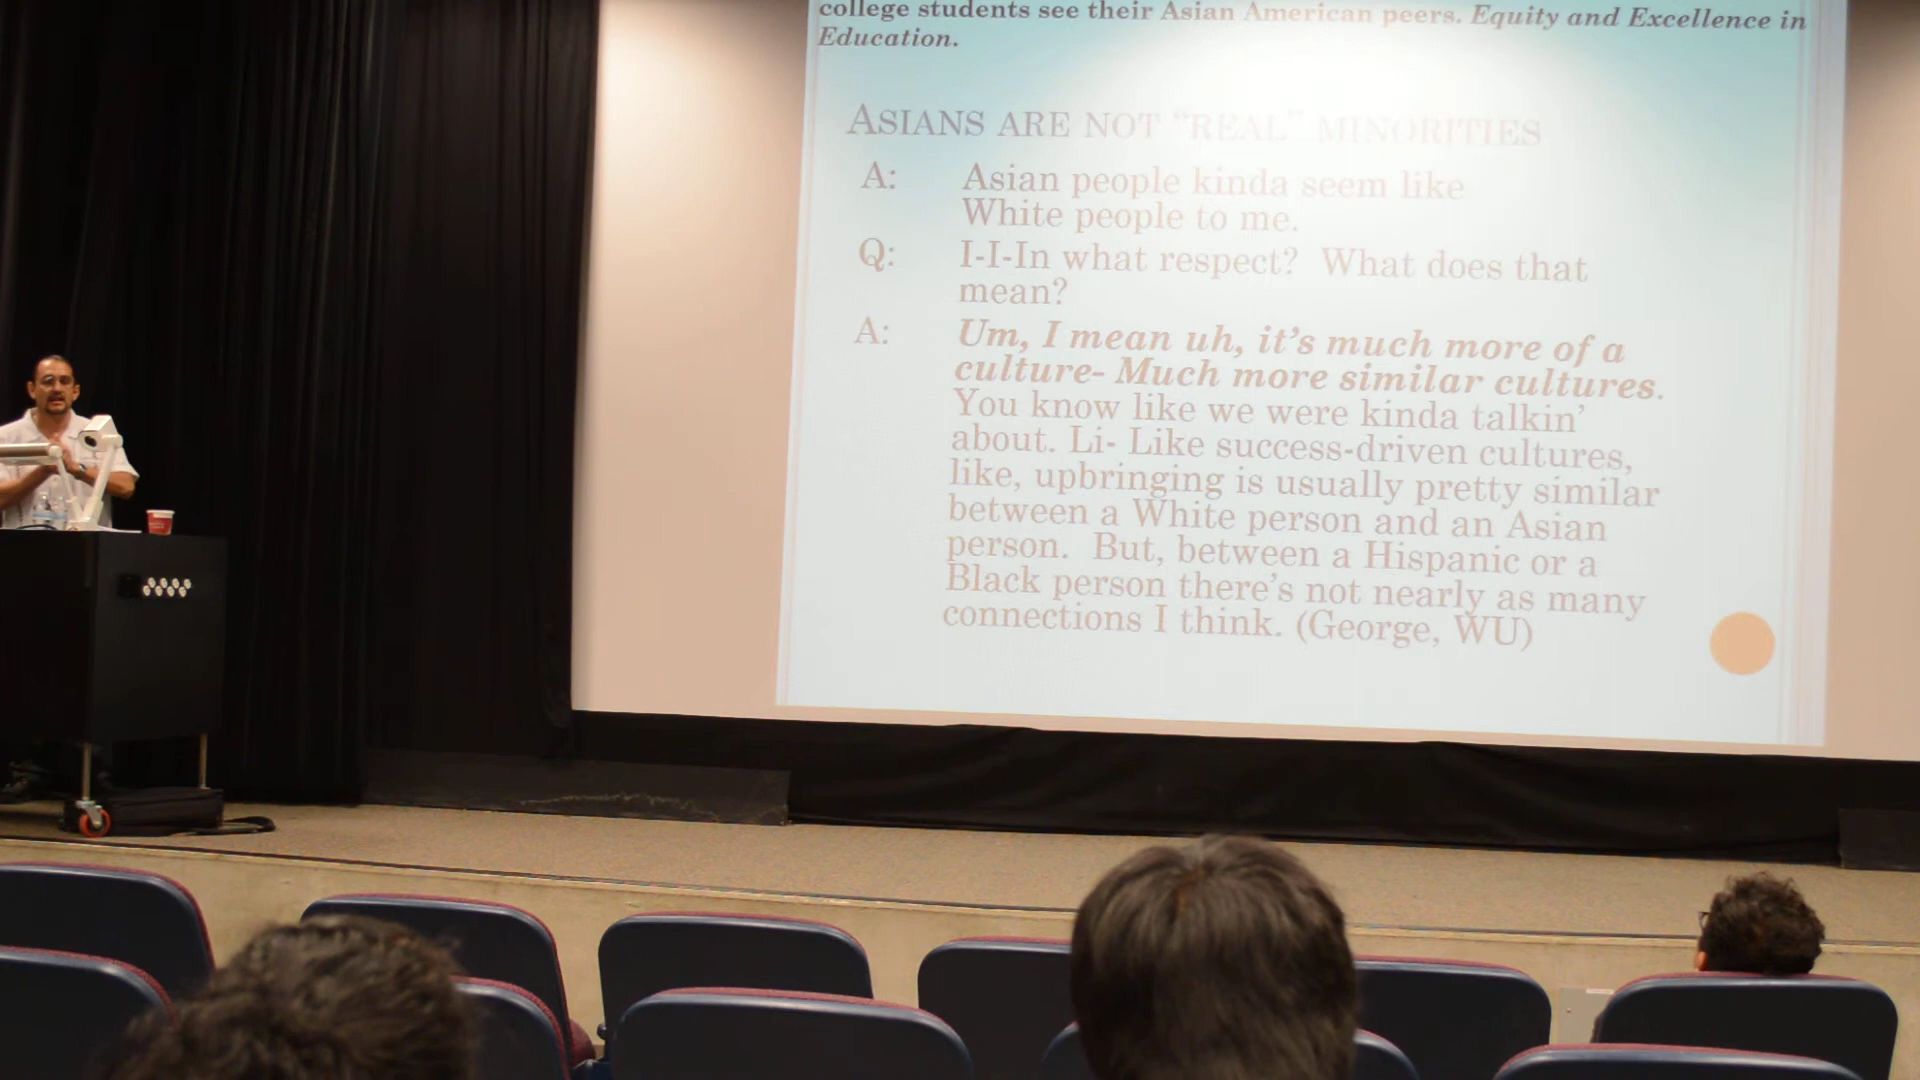 college students see their Asian American peers. Equity and Excellence in
Education.
ASIANS ARE NOT "REAL" MINORITIES
A: Asian people kinda seem like
White people to me.
Q: I-I-In what respect? What does that
mean?
A: Um, I mean uh, it's much more of a
culture- Much more similar cultures.
You know like we were kinda talkin'
about. Li- Like success-driven cultures,
like, upbringing is usually pretty similar
between a White person and an Asian
person. But, between a Hispanic or a
Black person there's not nearly as many
connections I think. (George, WU)